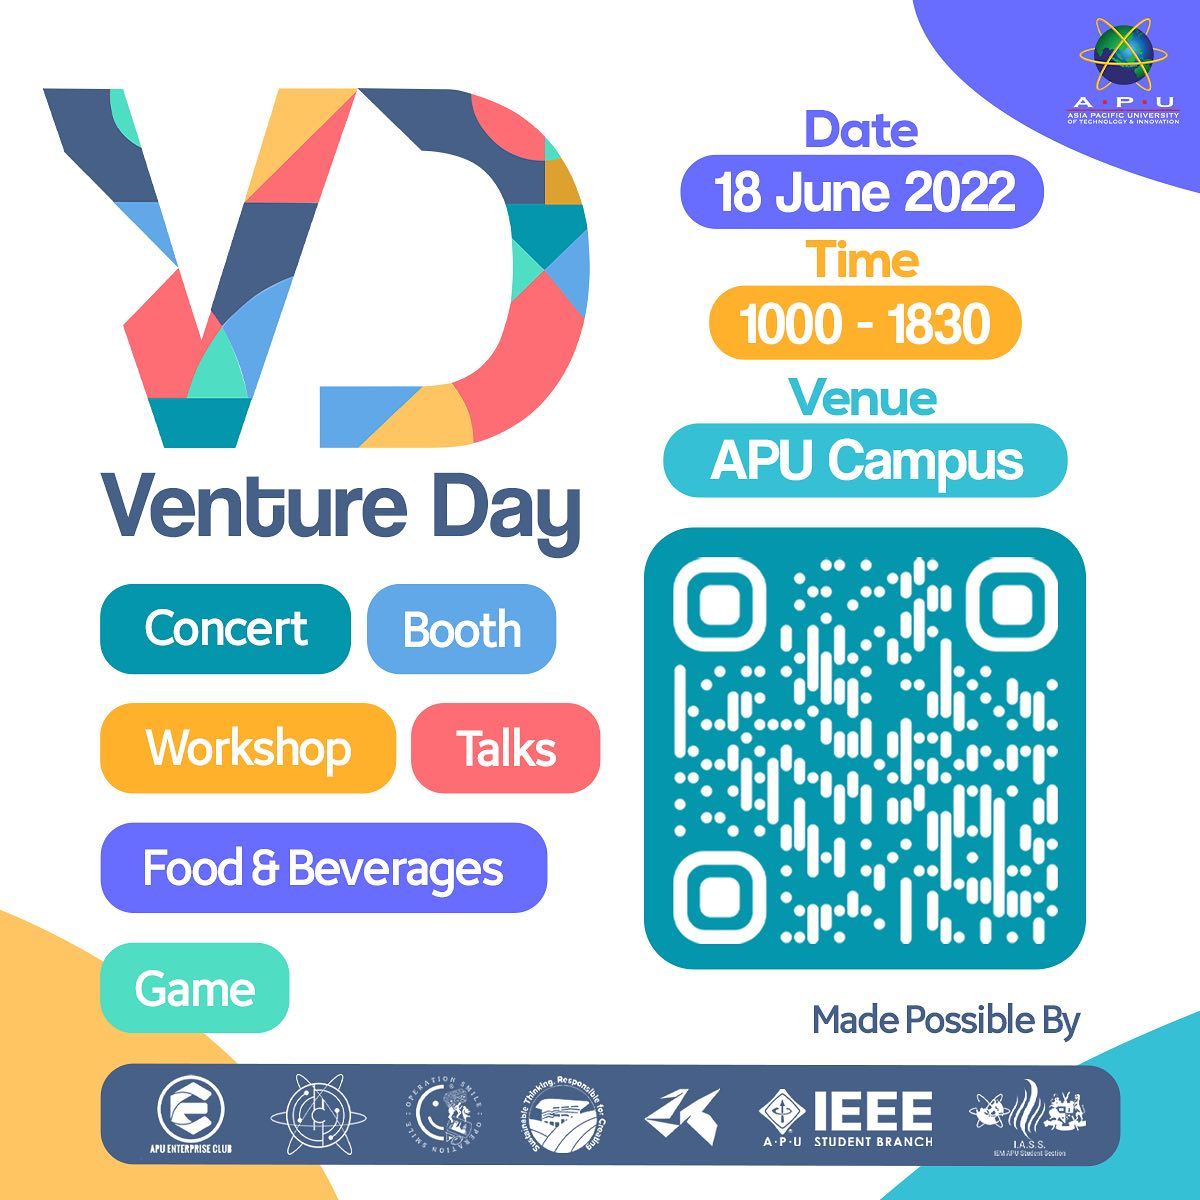 A · P · U
ASIA PACIFIC UNIVERSITY
OF TECHNOLOGY & INNOVATION
VD
Venture Day
Date
18 June 2022
Time
1000 - 1830
Venue
APU Campus
Concert
Booth
Workshop
Talks
Food & Beverages
Game
Made Possible By
APU ENTERPRISE CLUB
OPERATION SMILE · OPERATION SMILE
Sustainable Thinking, Responsible for Creating
A·P·U
IEEE
STUDENT BRANCH
I.A.S.S.
IEM APU Student Section